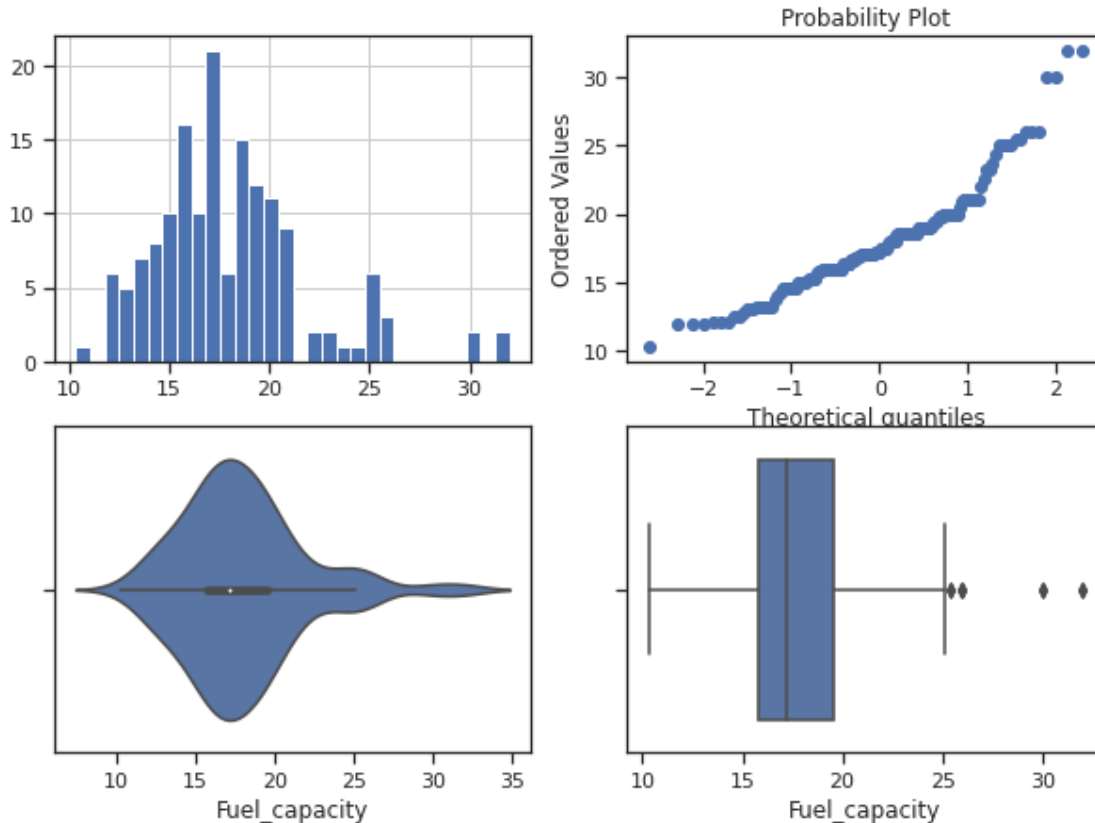 Probability Plot
20
15
10
5
0
10 15 20 25 30
Ordered Values
30
25
20
15
10
−2 −1 0 1 2
Theoretical quantiles
10 15 20 25 30 35
Fuel_capacity
10 15 20 25 30
Fuel_capacity